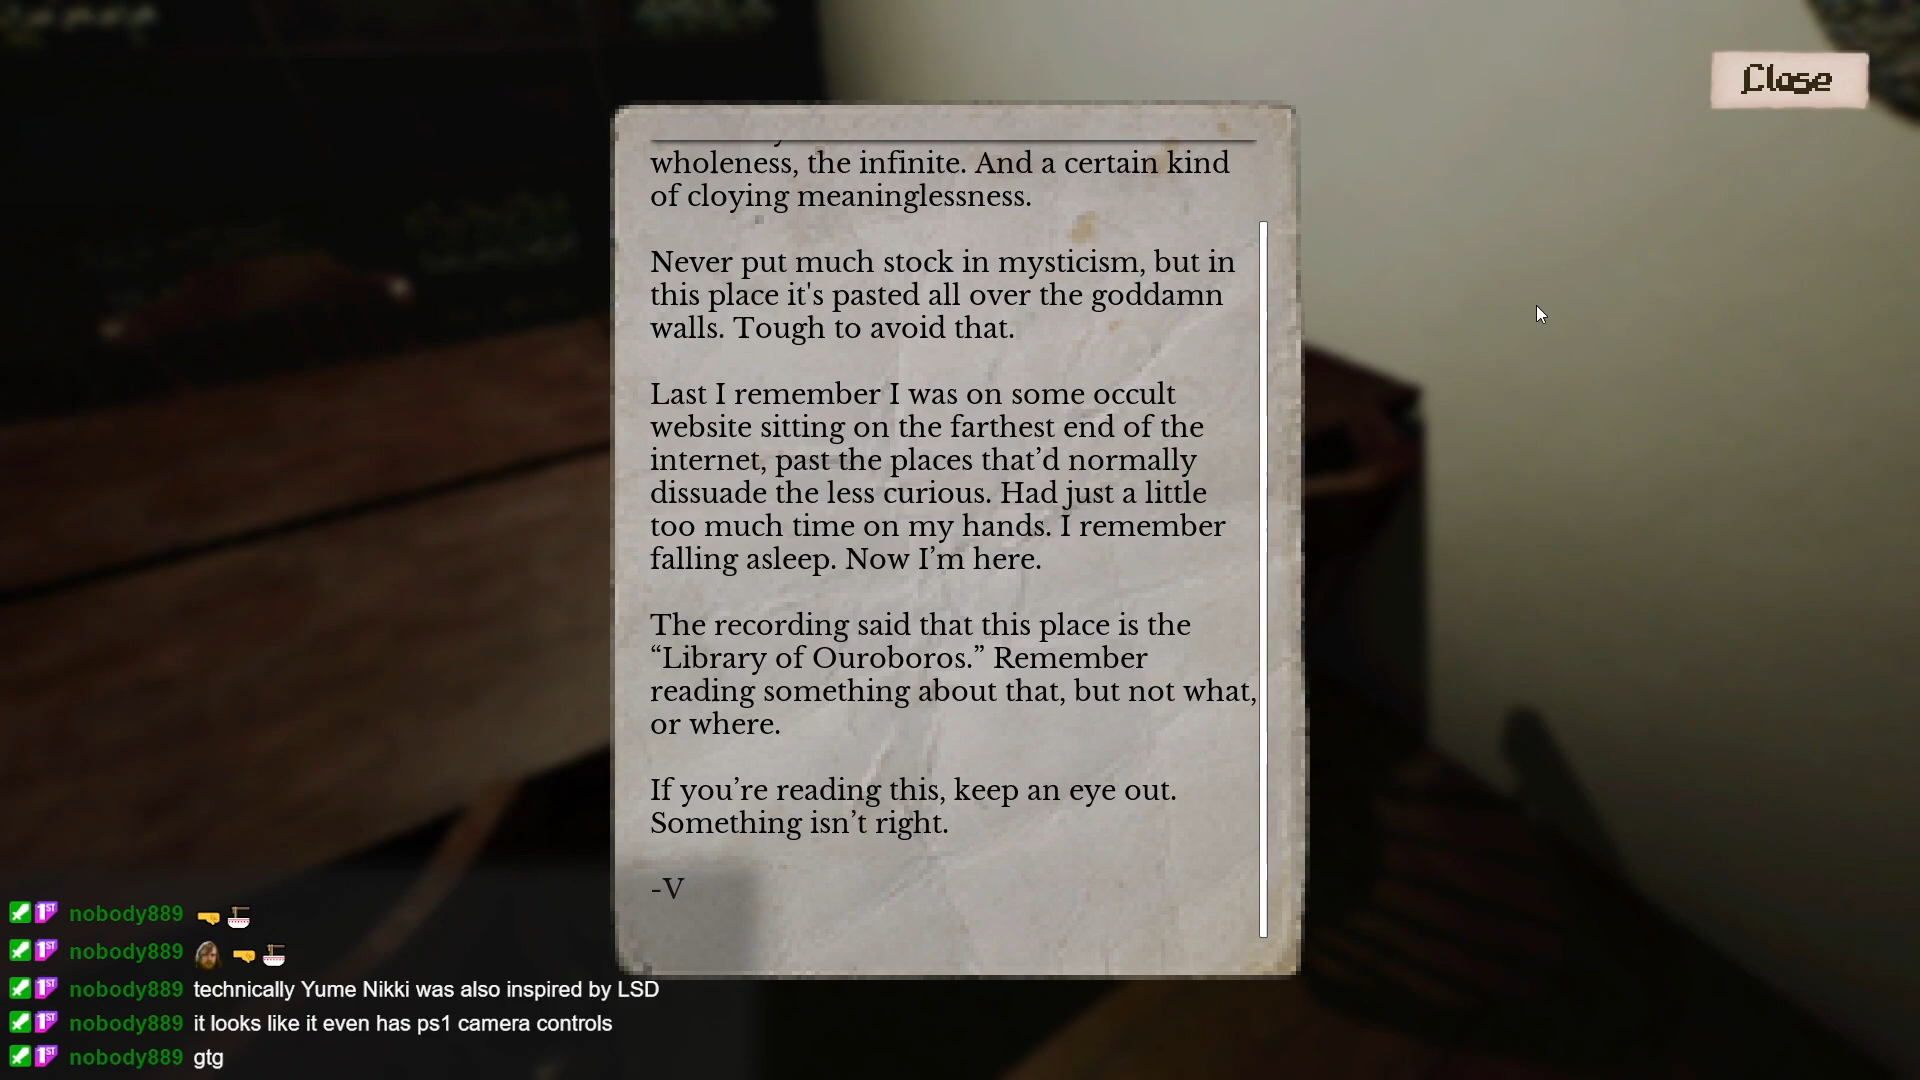 Close
wholeness, the infinite. And a certain kind
of cloying meaninglessness.
Never put much stock in mysticism, but in
this place it's pasted all over the goddamn
walls. Tough to avoid that.
Last I remember I was on some occult
website sitting on the farthest end of the
internet, past the places that’d normally
dissuade the less curious. Had just a little
too much time on my hands. I remember
falling asleep. Now I’m here.
The recording said that this place is the
“Library of Ouroboros.” Remember
reading something about that, but not what,
or where.
If you’re reading this, keep an eye out.
Something isn’t right.
-V
1ST nobody889
1ST nobody889
1ST nobody889 technically Yume Nikki was also inspired by LSD
1ST nobody889 it looks like it even has ps1 camera controls
1ST nobody889 gtg